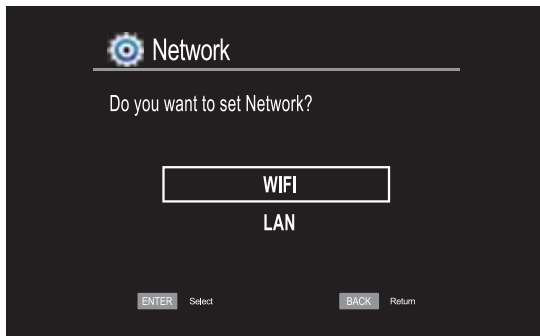 Network
Do you want to set Network?
WIFI
LAN
ENTER Select BACK Return